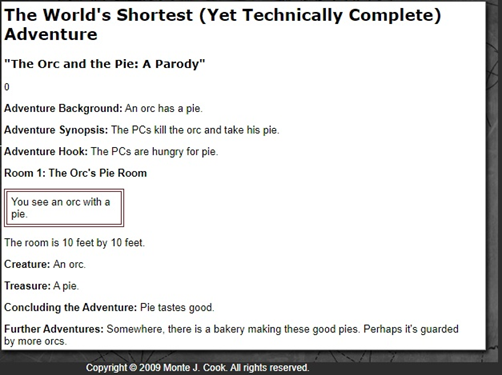 The World's Shortest (Yet Technically Complete)
Adventure
"The Orc and the Pie: A Parody"
0
Adventure Background: An orc has a pie.
Adventure Synopsis: The PCs kill the orc and take his pie.
Adventure Hook: The PCs are hungry for pie.
Room 1: The Orc's Pie Room
You see an orc with a
pie.
The room is 10 feet by 10 feet.
Creature: An orc.
Treasure: A pie.
Concluding the Adventure: Pie tastes good.
Further Adventures: Somewhere, there is a bakery making these good pies. Perhaps it's guarded
by more orcs.
Copyright © 2009 Monte J. Cook. All rights reserved.